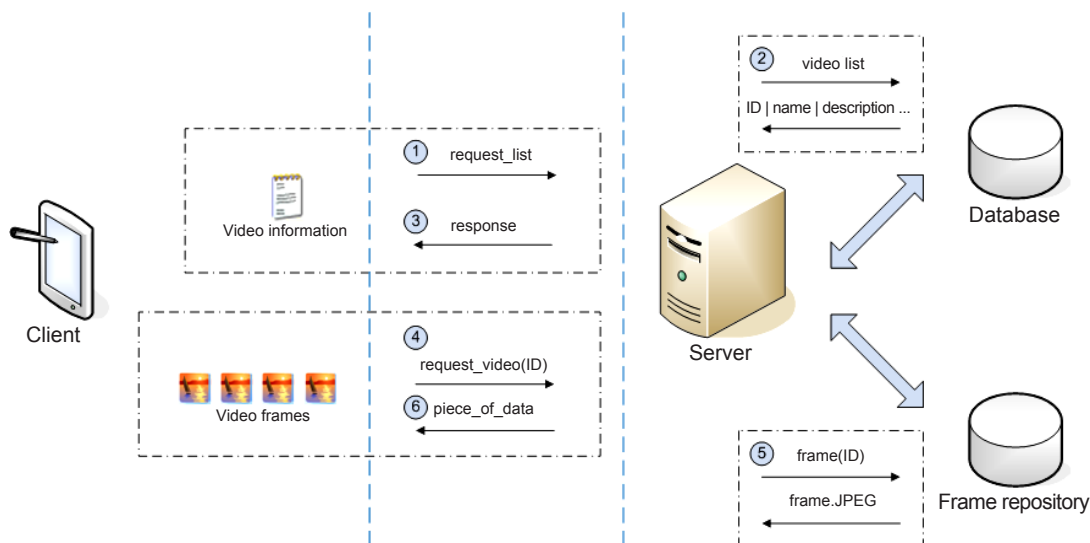 2
video list
ID | name | description ...
Database
1
request_list
3
response
Video information
Client
Server
4
request_video(ID)
6
piece_of_data
Video frames
5
frame(ID)
frame.JPEG
Frame repository